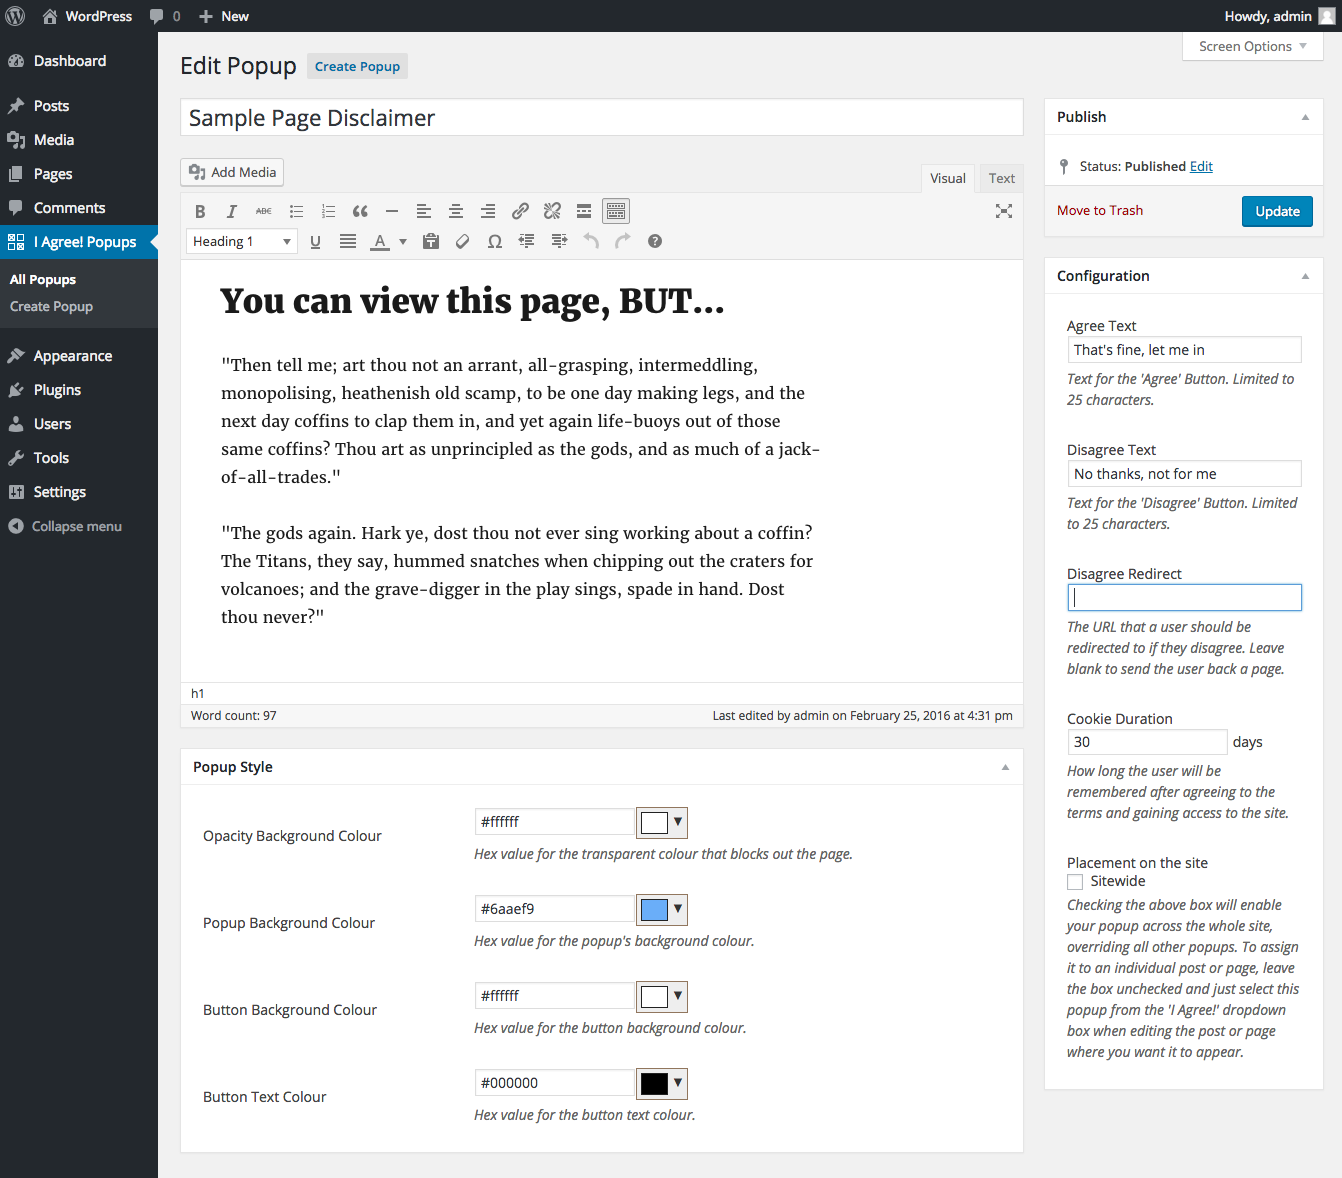 WordPress
0
New
Howdy, admin
Dashboard
Posts
Media
Pages
Comments
I Agree! Popups
All Popups
Create Popup
Appearance
Plugins
Users
Tools
Settings
Collapse menu
Screen Options
Edit Popup
Create Popup
Sample Page Disclaimer
Add Media
Visual
Text
B
I
ABC
Heading 1
U
A
Ω
?
You can view this page, BUT...
"Then tell me; art thou not an arrant, all-grasping, intermeddling,
monopolising, heathenish old scamp, to be one day making legs, and the
next day coffins to clap them in, and yet again life-buoys out of those
same coffins? Thou art as unprincipled as the gods, and as much of a jack-
of-all-trades."
"The gods again. Hark ye, dost thou not ever sing working about a coffin?
The Titans, they say, hummed snatches when chipping out the craters for
volcanoes; and the grave-digger in the play sings, spade in hand. Dost
thou never?"
h1
Word count: 97
Last edited by admin on February 25, 2016 at 4:31 pm
Popup Style
Opacity Background Colour
#ffffff
Hex value for the transparent colour that blocks out the page.
Popup Background Colour
#6aaef9
Hex value for the popup's background colour.
Button Background Colour
#ffffff
Hex value for the button background colour.
Button Text Colour
#000000
Hex value for the button text colour.
Publish
Status: Published Edit
Move to Trash
Update
Configuration
Agree Text
That's fine, let me in
Text for the 'Agree' Button. Limited to
25 characters.
Disagree Text
No thanks, not for me
Text for the 'Disagree' Button. Limited
to 25 characters.
Disagree Redirect
The URL that a user should be
redirected to if they disagree. Leave
blank to send the user back a page.
Cookie Duration
30
days
How long the user will be
remembered after agreeing to the
terms and gaining access to the site.
Placement on the site
Sitewide
Checking the above box will enable
your popup across the whole site,
overriding all other popups. To assign
it to an individual post or page, leave
the box unchecked and just select this
popup from the 'I Agree!' dropdown
box when editing the post or page
where you want it to appear.